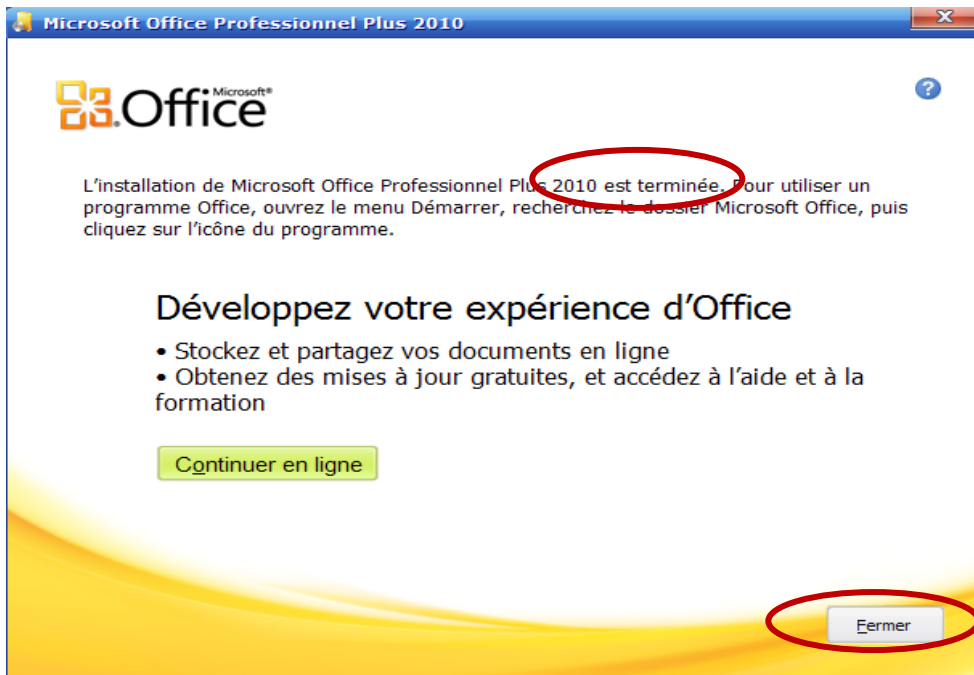 Microsoft Office Professionnel Plus 2010
Microsoft®
Office
L’installation de Microsoft Office Professionnel Plus 2010 est terminée. Pour utiliser un
programme Office, ouvrez le menu Démarrer, recherchez le dossier Microsoft Office, puis
cliquez sur l’icône du programme.
Développez votre expérience d’Office
• Stockez et partagez vos documents en ligne
• Obtenez des mises à jour gratuites, et accédez à l’aide et à la
formation
Continuer en ligne
Fermer